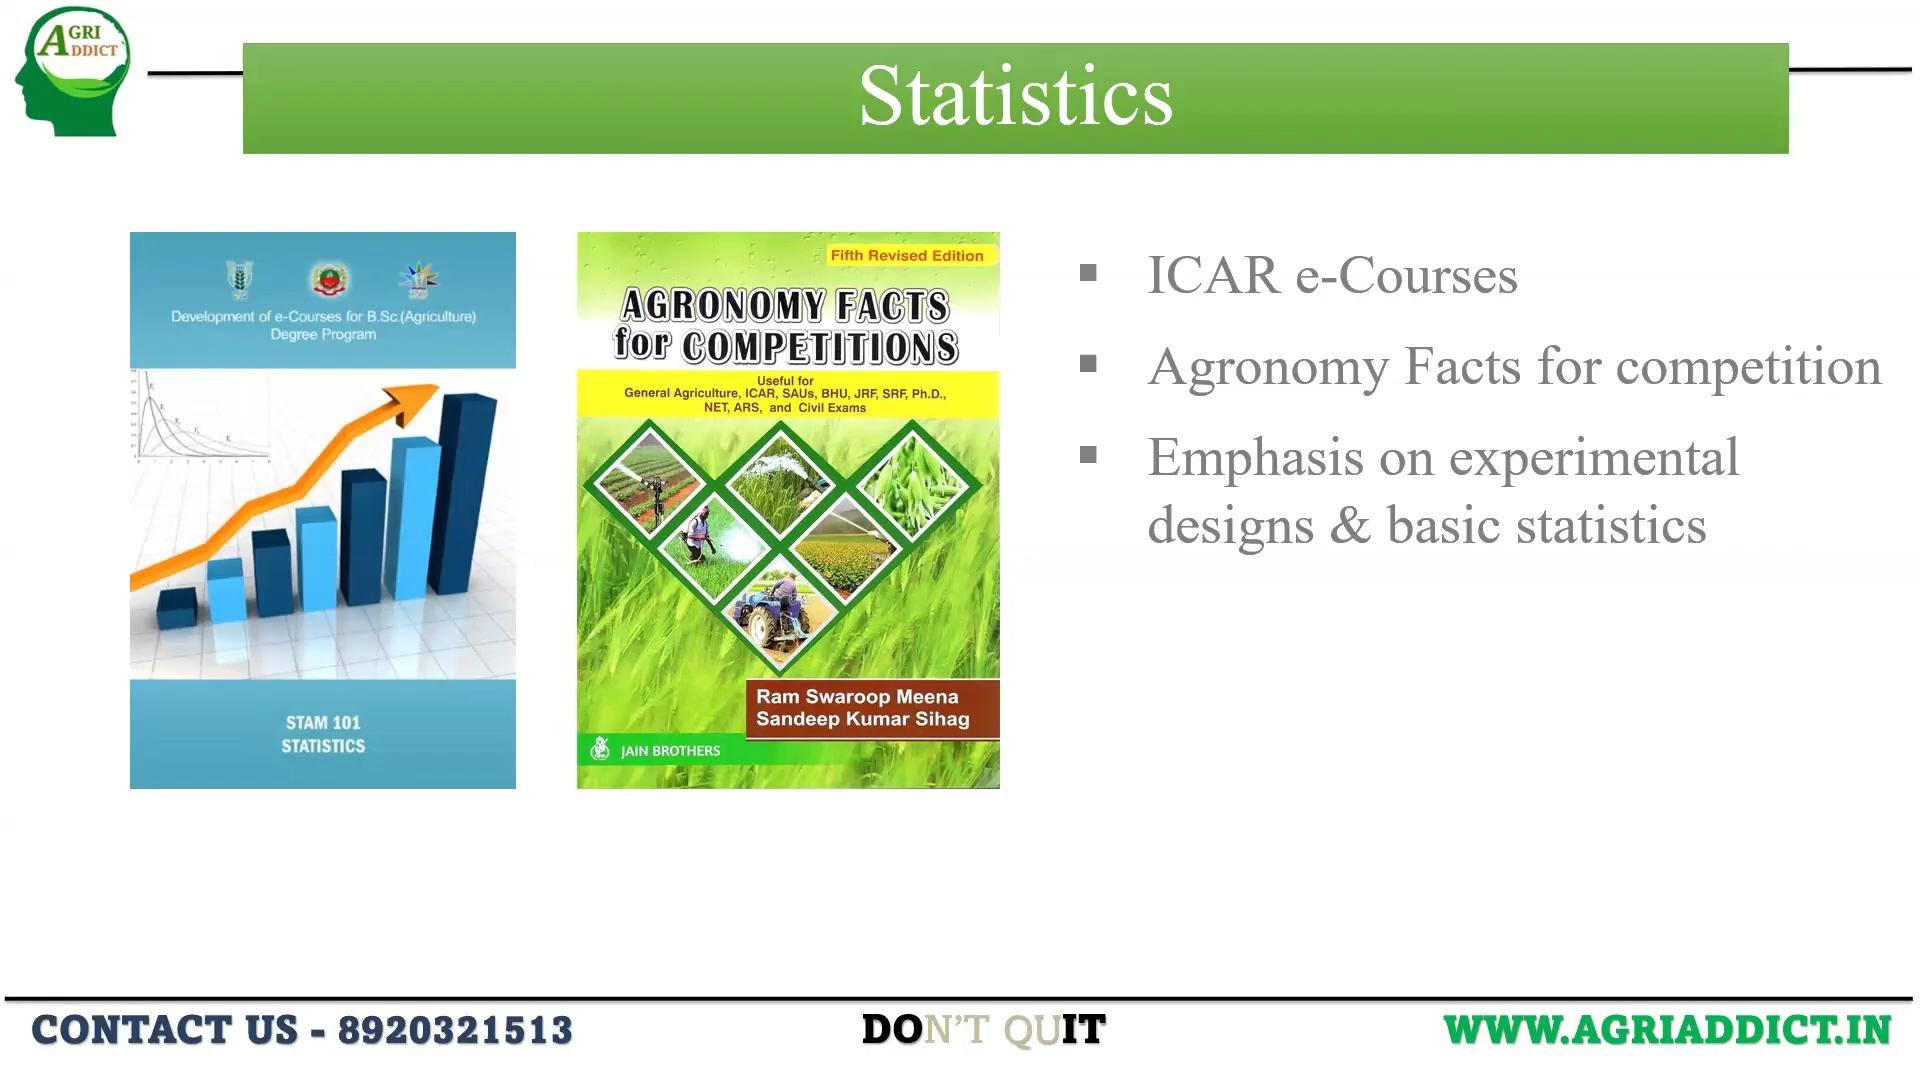 AGRI
ADDICT
Statistics
Development of e-Courses for B.Sc.(Agriculture)
Degree Program
STAM 101
STATISTICS
Fifth Revised Edition
AGRONOMY FACTS
for COMPETITIONS
Useful for
General Agriculture, ICAR, SAUs, BHU, JRF, SRF, Ph.D.,
NET, ARS, and Civil Exams
Ram Swaroop Meena
Sandeep Kumar Sihag
JAIN BROTHERS
▪ ICAR e-Courses
▪ Agronomy Facts for competition
▪ Emphasis on experimental
designs & basic statistics
CONTACT US - 8920321513
DON'T QUIT
WWW.AGRIADDICT.IN